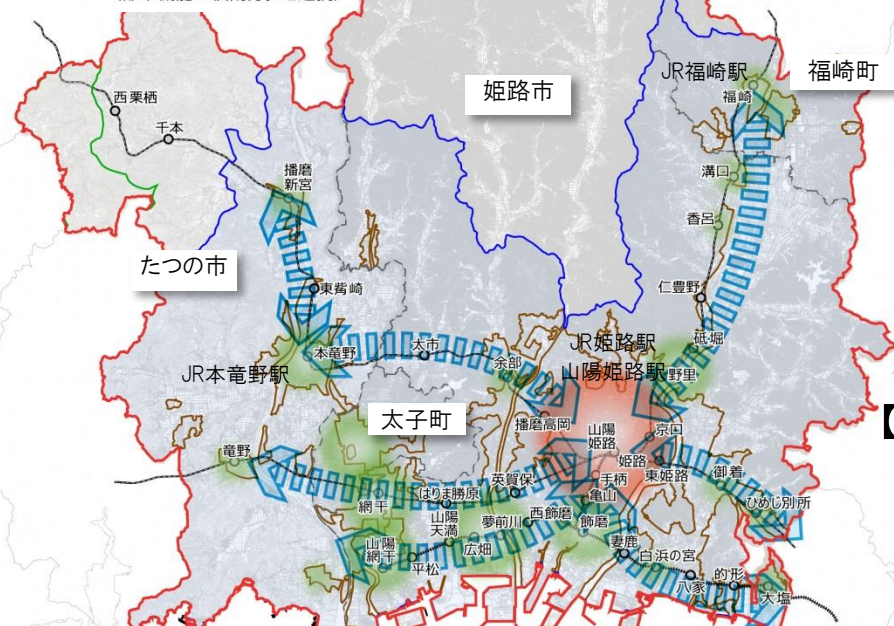 JR福崎駅
福崎町
姫路市
福崎
西栗栖
千本
溝口
播磨
新宮
香呂
たつの市
東觜崎
仁豊野
砥堀
本竜野
太市
余部
JR姫路駅
山陽姫路駅
野里
JR本竜野駅
太子町
播磨高岡
山陽
姫路
京口
竜野
姫路
東姫路
御着
英賀保
手柄
はりま勝原
亀山
ひめじ別所
網干
山陽
天満
夢前川
西飾磨
飾磨
広畑
山陽
網干
平松
妻鹿
白浜の宮
八家
的形
大塩